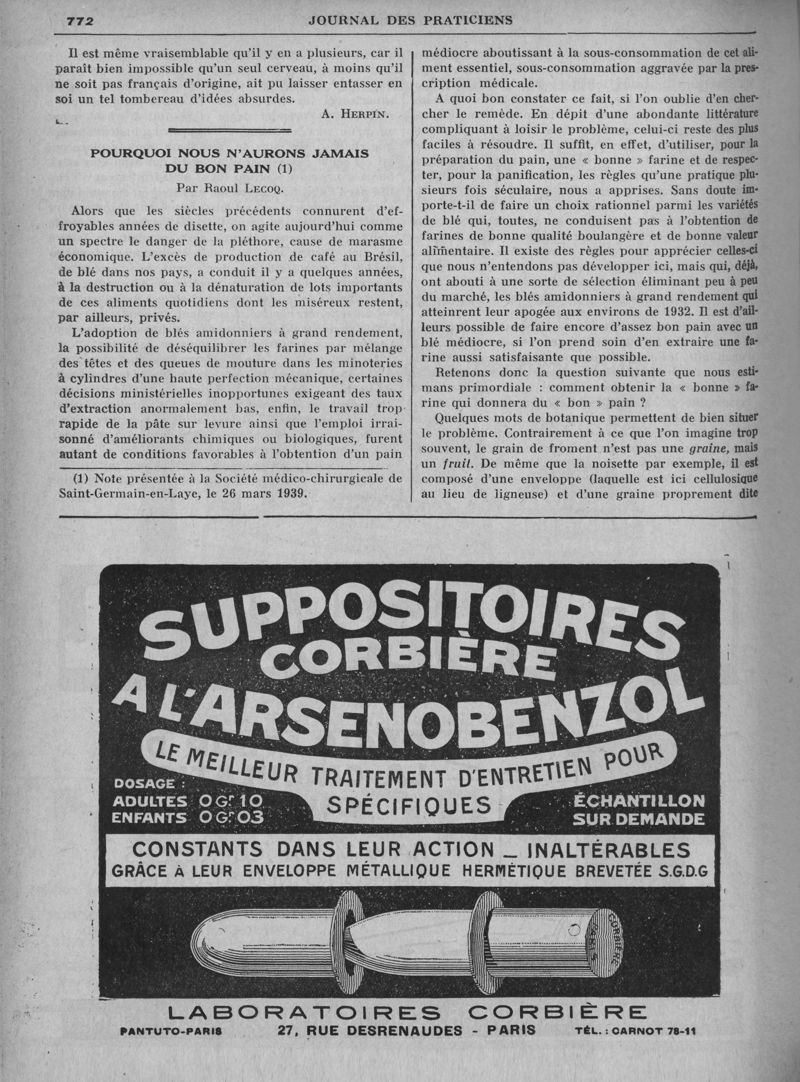 772
JOURNAL DES PRATICIENS
Il est même vraisemblable qu'il y en a plusieurs, car il
paraît bien impossible qu'un seul cerveau, à moins qu'il
ne soit pas français d'origine, ait pu laisser entasser en
soi un tel tombereau d'idées absurdes.
A. HERPIN.
POURQUOI NOUS N'AURONS JAMAIS
DU BON PAIN (1)
Par Raoul LECOQ.
Alors que les siècles précédents connurent d'ef-
froyables années de disette, on agite aujourd'hui comme
un spectre le danger de la pléthore, cause de marasme
économique. L'excès de production de café au Brésil,
de blé dans nos pays, a conduit il y a quelques années,
à la destruction ou à la dénaturation de lots importants
de ces aliments quotidiens dont les miséreux restent,
par ailleurs, privés.
L'adoption de blés amidonniers à grand rendement,
la possibilité de déséquilibrer les farines par mélange
des têtes et des queues de mouture dans les minoteries
à cylindres d'une haute perfection mécanique, certaines
décisions ministérielles inopportunes exigeant des taux
d'extraction anormalement bas, enfin, le travail trop
rapide de la pâte sur levure ainsi que l'emploi irrai-
sonné d'améliorants chimiques ou biologiques, furent
autant de conditions favorables à l'obtention d'un pain
(1) Note présentée à la Société médico-chirurgicale de
Saint-Germain-en-Laye, le 26 mars 1939.
médiocre aboutissant à la sous-consommation de cet ali-
ment essentiel, sous-consommation aggravée par la pres-
cription médicale.
A quoi bon constater ce fait, si l'on oublie d'en cher-
cher le remède. En dépit d'une abondante littérature
compliquant à loisir le problème, celui-ci reste des plus
faciles à résoudre. Il suffit, en effet, d'utiliser, pour la
préparation du pain, une « bonne » farine et de respec-
ter, pour la panification, les règles qu'une pratique plu-
sieurs fois séculaire, nous a apprises. Sans doute im-
porte-t-il de faire un choix rationnel parmi les variétés
de blé qui, toutes, ne conduisent pas à l'obtention de
farines de bonne qualité boulangère et de bonne valeur
alimentaire. Il existe des règles pour apprécier celles-ci
que nous n'entendons pas développer ici, mais qui, déjà,
ont abouti à une sorte de sélection éliminant peu à peu
du marché, les blés amidonniers à grand rendement qui
atteinrent leur apogée aux environs de 1932. Il est d'ail-
leurs possible de faire encore d'assez bon pain avec un
blé médiocre, si l'on prend soin d'en extraire une fa-
rine aussi satisfaisante que possible.
Retenons donc la question suivante que nous esti-
mans primordiale : comment obtenir la « bonne » fa-
rine qui donnera du « bon » pain ?
Quelques mots de botanique permettent de bien situer
le problème. Contrairement à ce que l'on imagine trop
souvent, le grain de froment n'est pas une graine, mais
un fruit. De même que la noisette par exemple, il est
composé d'une enveloppe (laquelle est ici cellulosique
au lieu de ligneuse) et d'une graine proprement dite
SUPPOSITOIRES
CORBIÈRE
A L'ARSENOBENZOL
LE MEILLEUR TRAITEMENT D'ENTRETIEN POUR
SPÉCIFIQUES
DOSAGE :
ADULTES 0 Gr 10
ENFANTS 0 Gr 03
ÉCHANTILLON
SUR DEMANDE
CONSTANTS DANS LEUR ACTION _ INALTÉRABLES
GRÂCE A LEUR ENVELOPPE MÉTALLIQUE HERMÉTIQUE BREVETÉE S.G.D.G
CORBIÈRE
PARIS
LABORATOIRES CORBIÈRE
PANTUTO-PARIS
27, RUE DESRENAUDES - PARIS
TÉL. : CARNOT 78-11